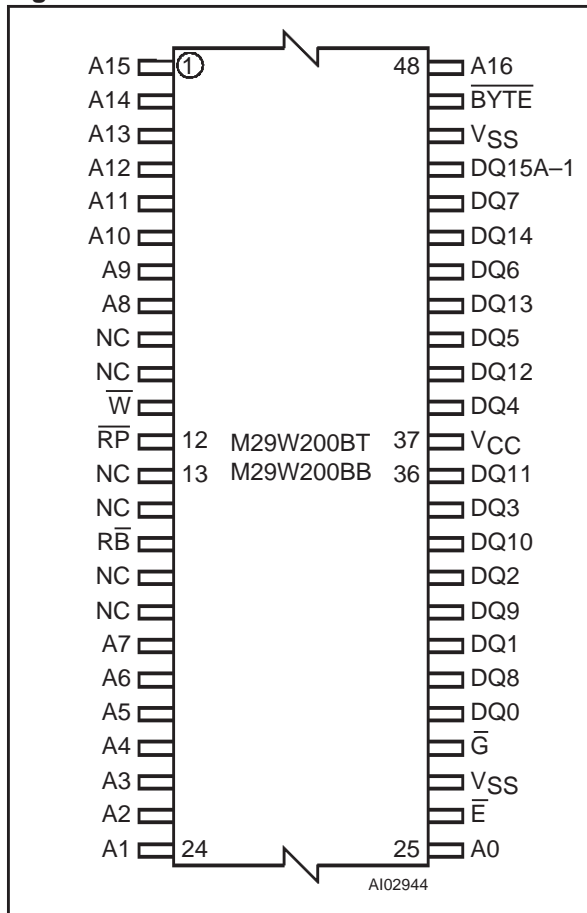 A15 1 48 A16
A14 B̅Y̅T̅E̅
A13 VSS
A12 DQ15A–1
A11 DQ7
A10 DQ14
A9 DQ6
A8 DQ13
NC DQ5
NC DQ12
W̅ DQ4
R̅P̅ 12 M29W200BT 37 VCC
NC 13 M29W200BB 36 DQ11
NC DQ3
RB̅ DQ10
NC DQ2
NC DQ9
A7 DQ1
A6 DQ8
A5 DQ0
A4 G̅
A3 VSS
A2 E̅
A1 24 25 A0
AI02944